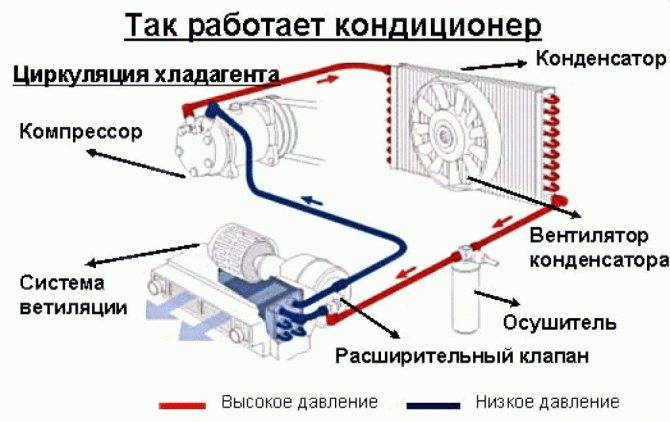 Так работает кондиционер
Циркуляция хладагента
Конденсатор
Компрессор
Вентилятор
конденсатора
Система
ветиляции
Осушитель
Расширительный клапан
Высокое давление
Низкое давление